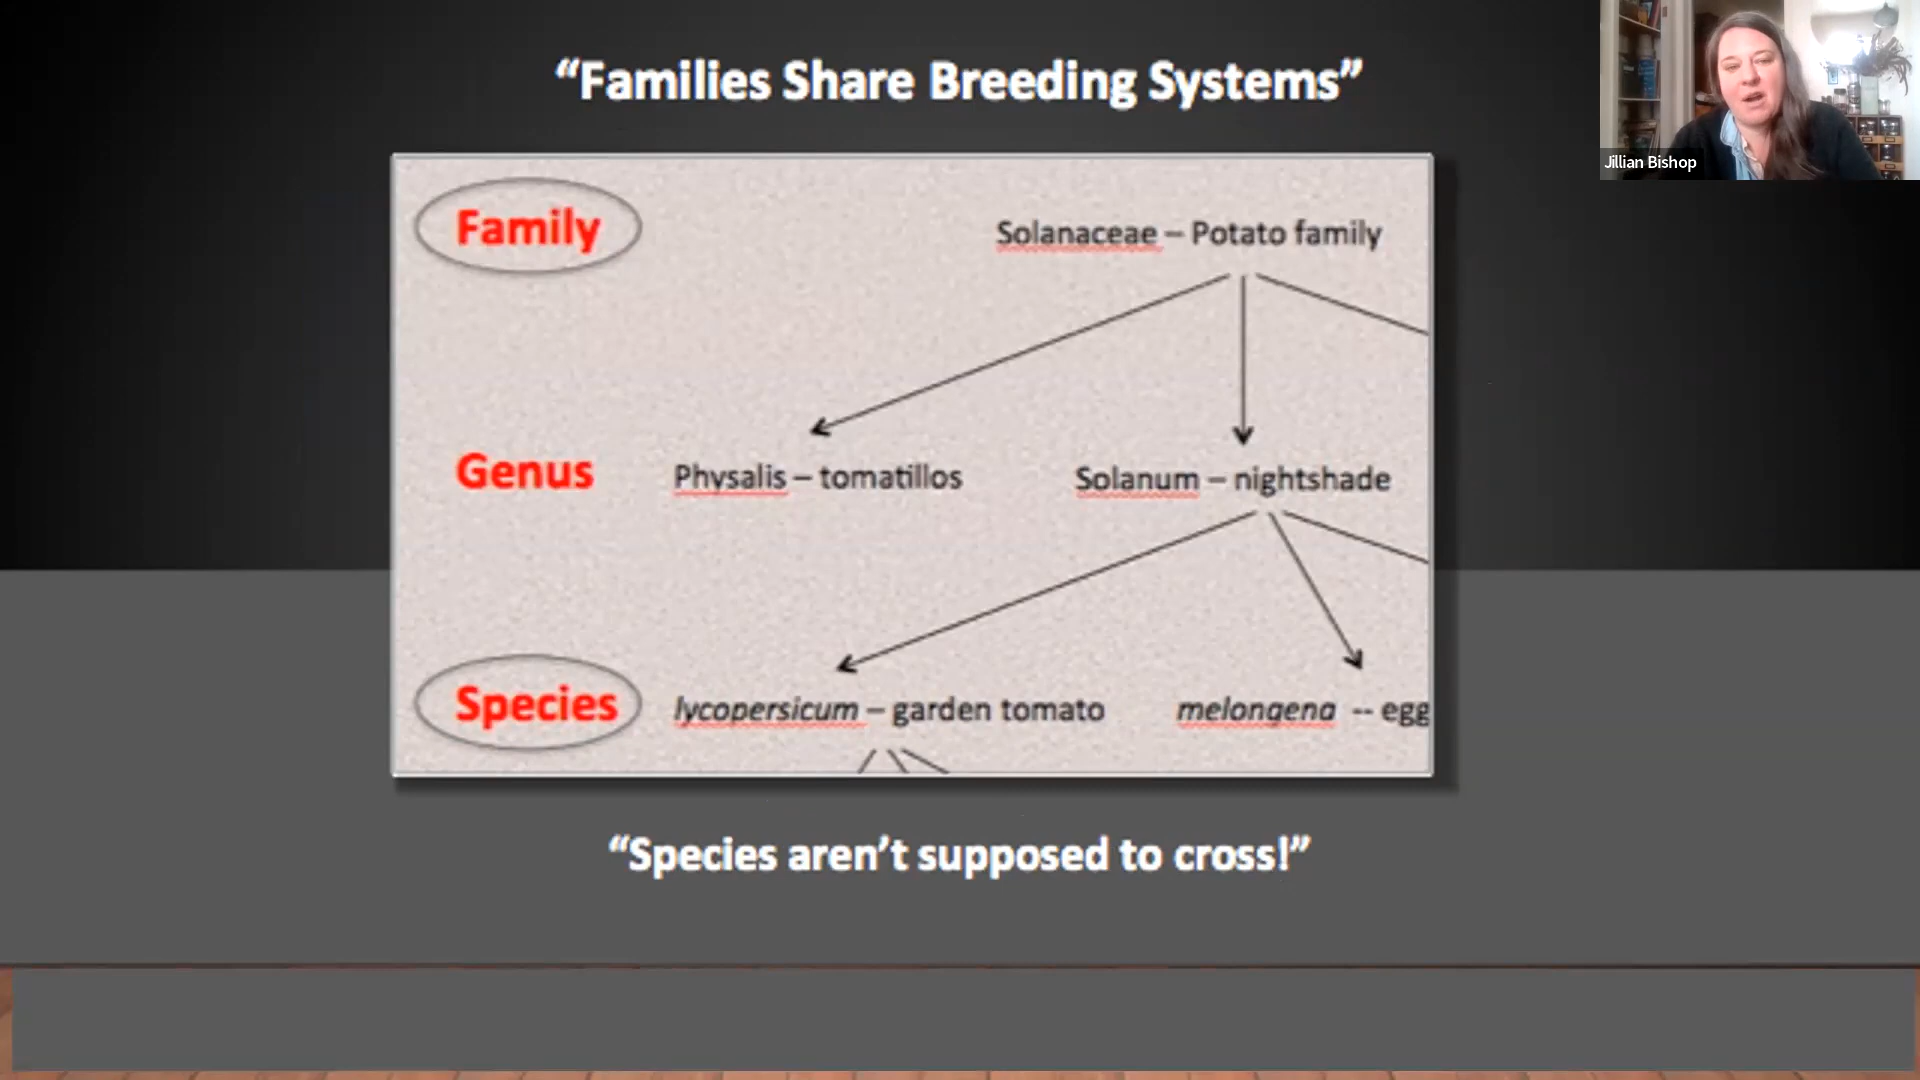 “Families Share Breeding Systems”
Jillian Bishop
Family
Solanaceae – Potato family
Genus
Physalis – tomatillos
Solanum – nightshade
Species
lycopersicum – garden tomato
melongena -- egg
“Species aren’t supposed to cross!”